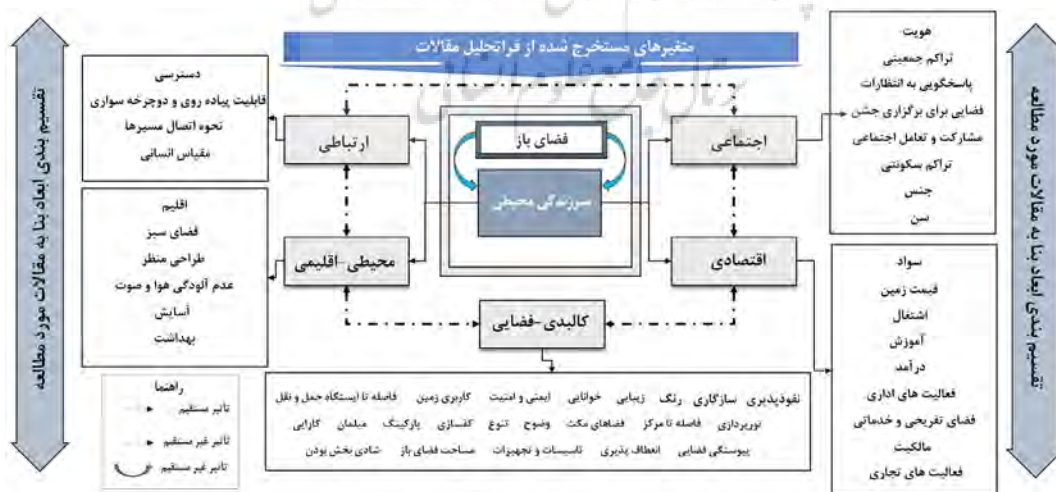 پرتال جامع علوم انسانی
متغیرهای مستخرج شده از فراتحلیل مقالات
تقسیم بندی ابعاد بنا به مقالات مورد مطالعه
هویت
تراکم جمعیتی
پاسخگویی به انتظارات
فضایی برای برگزاری جشن
مشارکت و تعامل اجتماعی
تراکم سکونتی
جنس
سن
اجتماعی
فضای باز
سرزندگی محیطی
ارتباطی
دسترسی
قابلیت پیاده روی و دوچرخه سواری
نحوه اتصال مسیرها
مقیاس انسانی
اقتصادی
سواد
قیمت زمین
اشتغال
آموزش
درآمد
فعالیت های اداری
فضای تفریحی و خدماتی
مالکیت
فعالیت های تجاری
محیطی-اقلیمی
اقلیم
فضای سبز
طراحی منظر
عدم آلودگی هوا و صوت
آسایش
بهداشت
کالبدی-فضایی
نفوذپذیری سازگاری رنگ زیبایی خوانایی ایمنی و امنیت کاربری زمین فاصله تا ایستگاه حمل و نقل
نورپردازی فاصله تا مرکز فضاهای مکث وضوح تنوع کفسازی پارکینگ مبلمان کارایی
پیوستگی فضایی انعطاف پذیری تاسیسات و تجهیزات مساحت فضای باز شادی بخش بودن
راهنما
تاثیر مستقیم
تاثیر غیر مستقیم
تاثیر غیر مستقیم
تقسیم بندی ابعاد بنا به مقالات مورد مطالعه